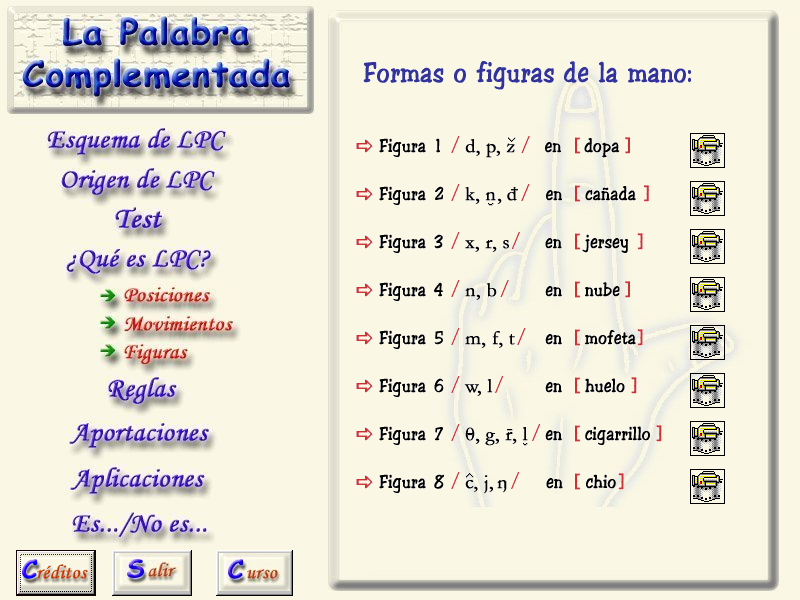 La Palabra
Complementada
Esquema de LPC
Origen de LPC
Test
¿Qué es LPC?
Posiciones
Movimientos
Figuras
Reglas
Aportaciones
Aplicaciones
Es.../No es...
Créditos
Salir
Curso
Formas o figuras de la mano:
Figura 1 / d, p, ž / en [ dopa ]
Figura 2 / k, n̮, đ / en [ cañada ]
Figura 3 / x, r, s / en [ jersey ]
Figura 4 / n, b / en [ nube ]
Figura 5 / m, f, t / en [ mofeta ]
Figura 6 / w, l / en [ huelo ]
Figura 7 / θ, g, r̄, l̮ / en [ cigarrillo ]
Figura 8 / ĉ, j, ŋ / en [ chio ]